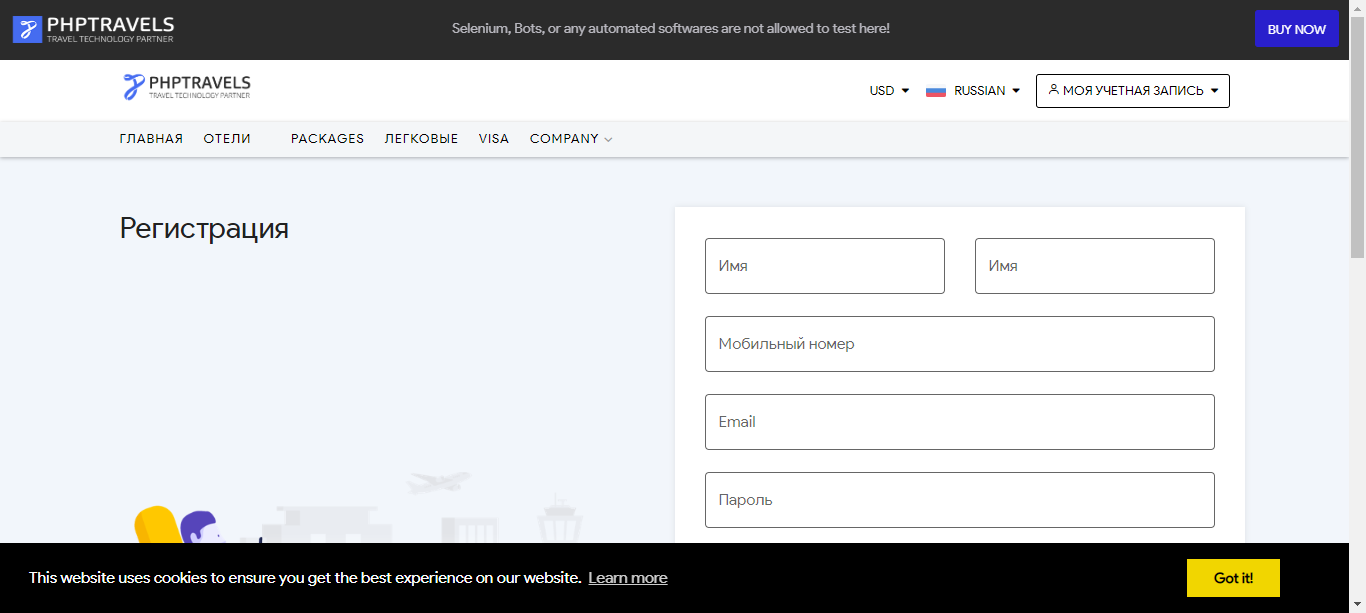 PHPTRAVELS
TRAVEL TECHNOLOGY PARTNER
Selenium, Bots, or any automated softwares are not allowed to test here!
BUY NOW
PHPTRAVELS
TRAVEL TECHNOLOGY PARTNER
USD
RUSSIAN
МОЯ УЧЕТНАЯ ЗАПИСЬ
ГЛАВНАЯ ОТЕЛИ PACKAGES ЛЕГКОВЫЕ VISA COMPANY
Регистрация
Имя
Имя
Мобильный номер
Email
Пароль
This website uses cookies to ensure you get the best experience on our website. Learn more
Got it!